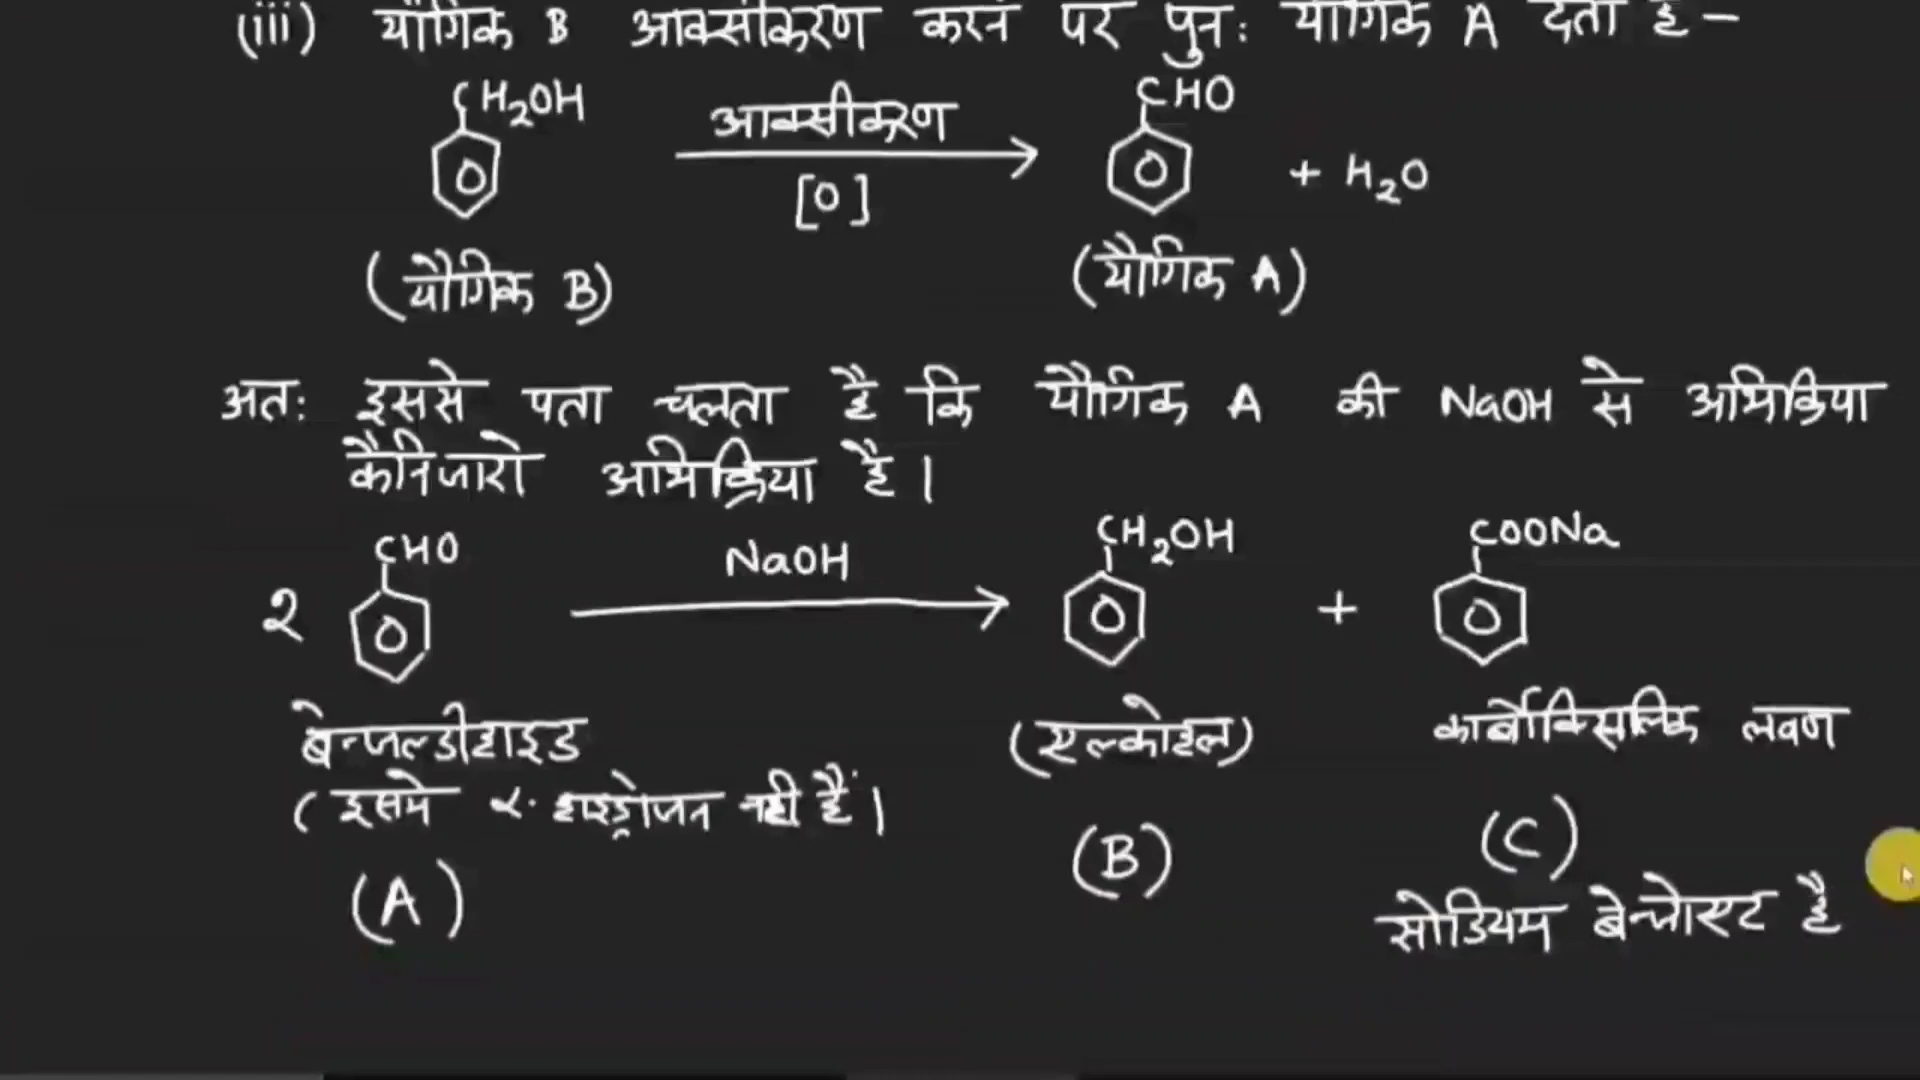 (iii) यौगिक B आक्सीकरण करने पर पुनः यौगिक A देता है –
CH₂OH आक्सीकरण CHO
[O] + H₂O
(यौगिक B) (यौगिक A)
अतः इससे पता चलता है कि यौगिक A की NaOH से अभिक्रिया
कैनिजारो अभिक्रिया है।
CHO NaOH CH₂OH COONa
2 +
बेन्जल्डीहाइड (एल्कोहल) कार्बोक्सिलिक लवण
(इसमे α. हाइड्रोजन नही हैं।
(A) (B) (C)
सोडियम बेन्जोएट है